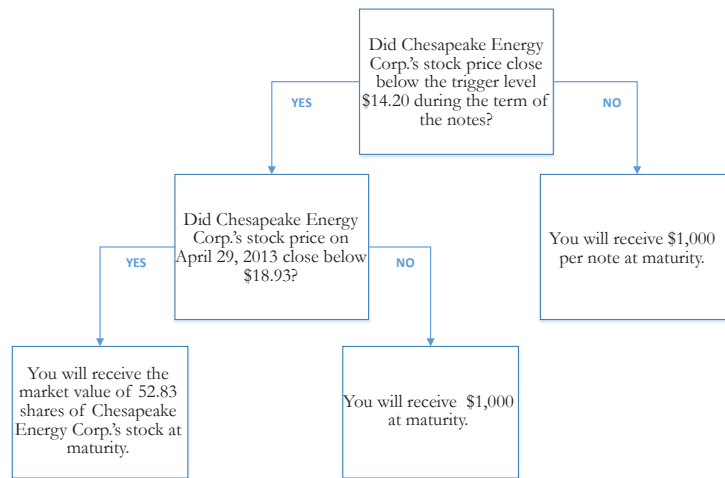 Did Chesapeake Energy
Corp.'s stock price close
below the trigger level
$14.20 during the term of
the notes?
YES
NO
Did Chesapeake Energy
Corp.'s stock price on
April 29, 2013 close below
$18.93?
You will receive $1,000
per note at maturity.
YES
NO
You will receive the
market value of 52.83
shares of Chesapeake
Energy Corp.'s stock at
maturity.
You will receive $1,000
at maturity.